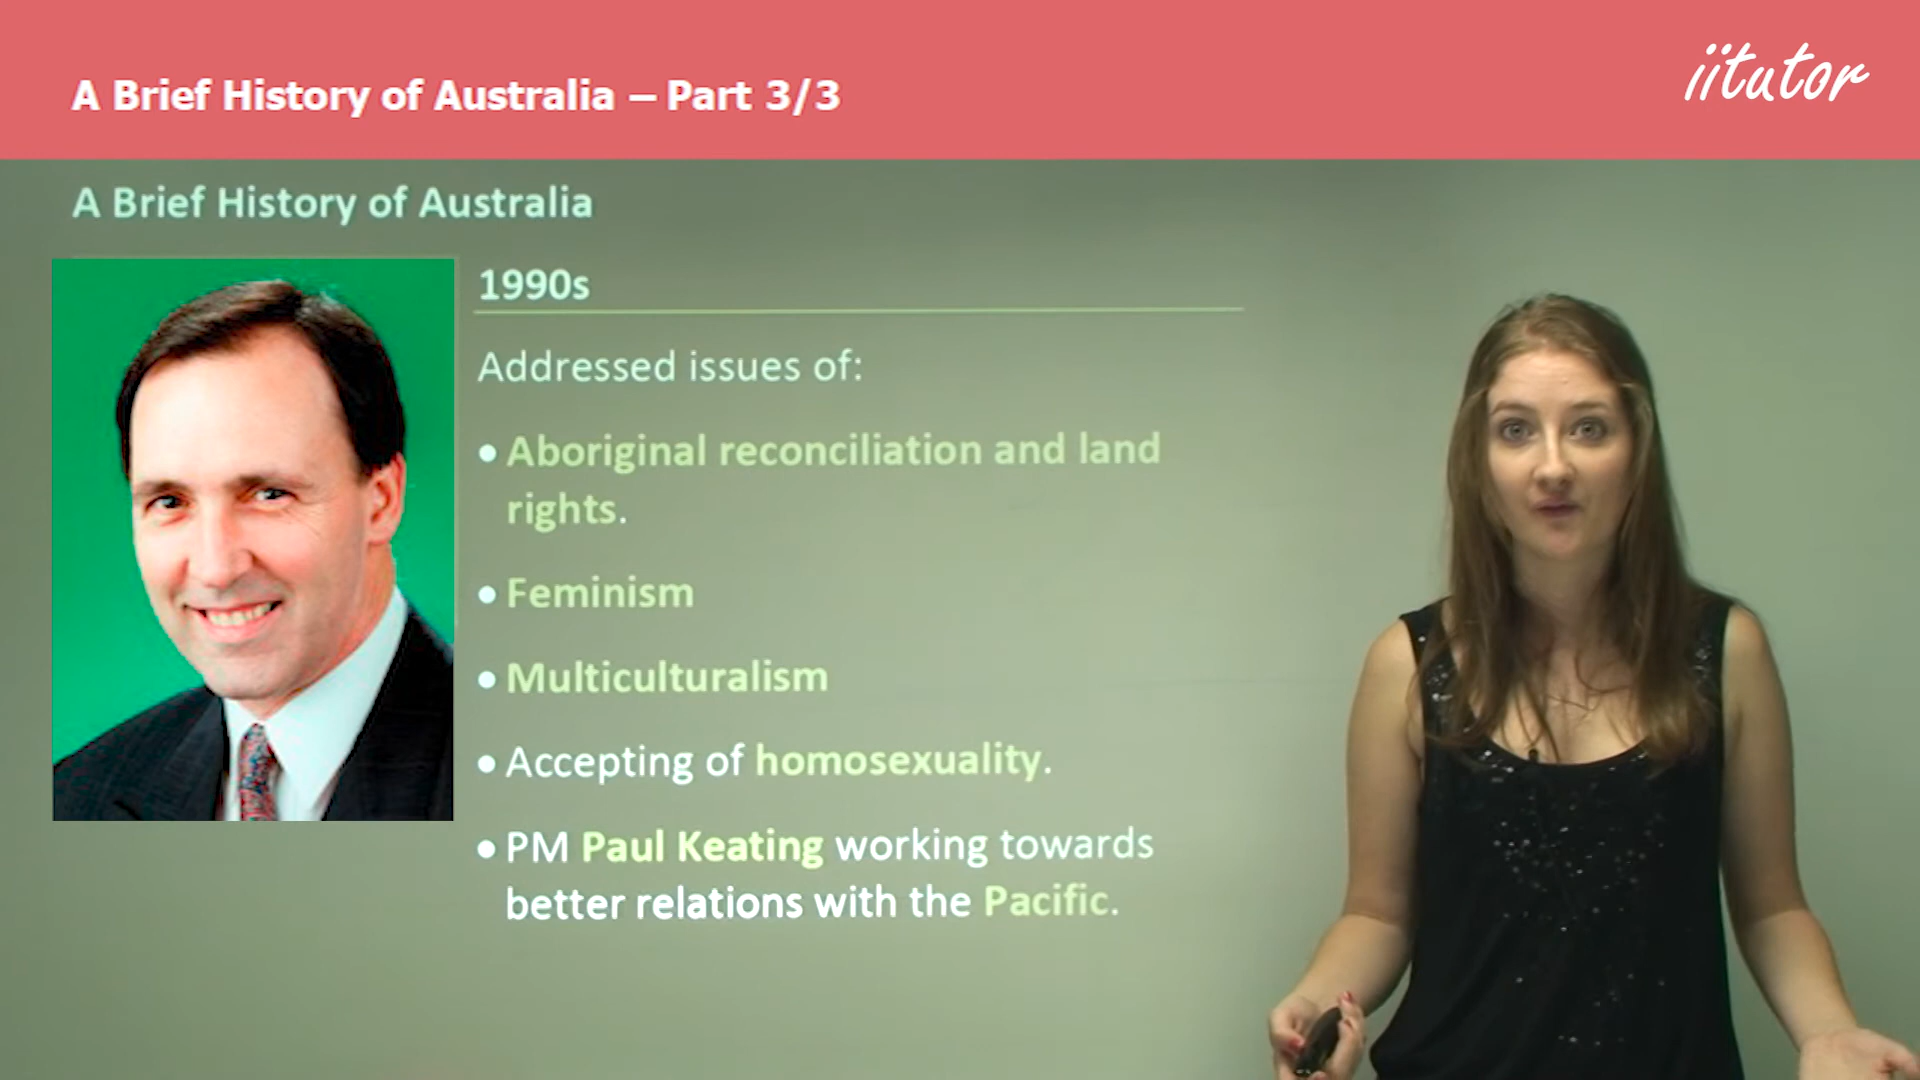 A Brief History of Australia – Part 3/3
iitutor
A Brief History of Australia
1990s
Addressed issues of:
• Aboriginal reconciliation and land
rights.
• Feminism
• Multiculturalism
• Accepting of homosexuality.
• PM Paul Keating working towards
better relations with the Pacific.